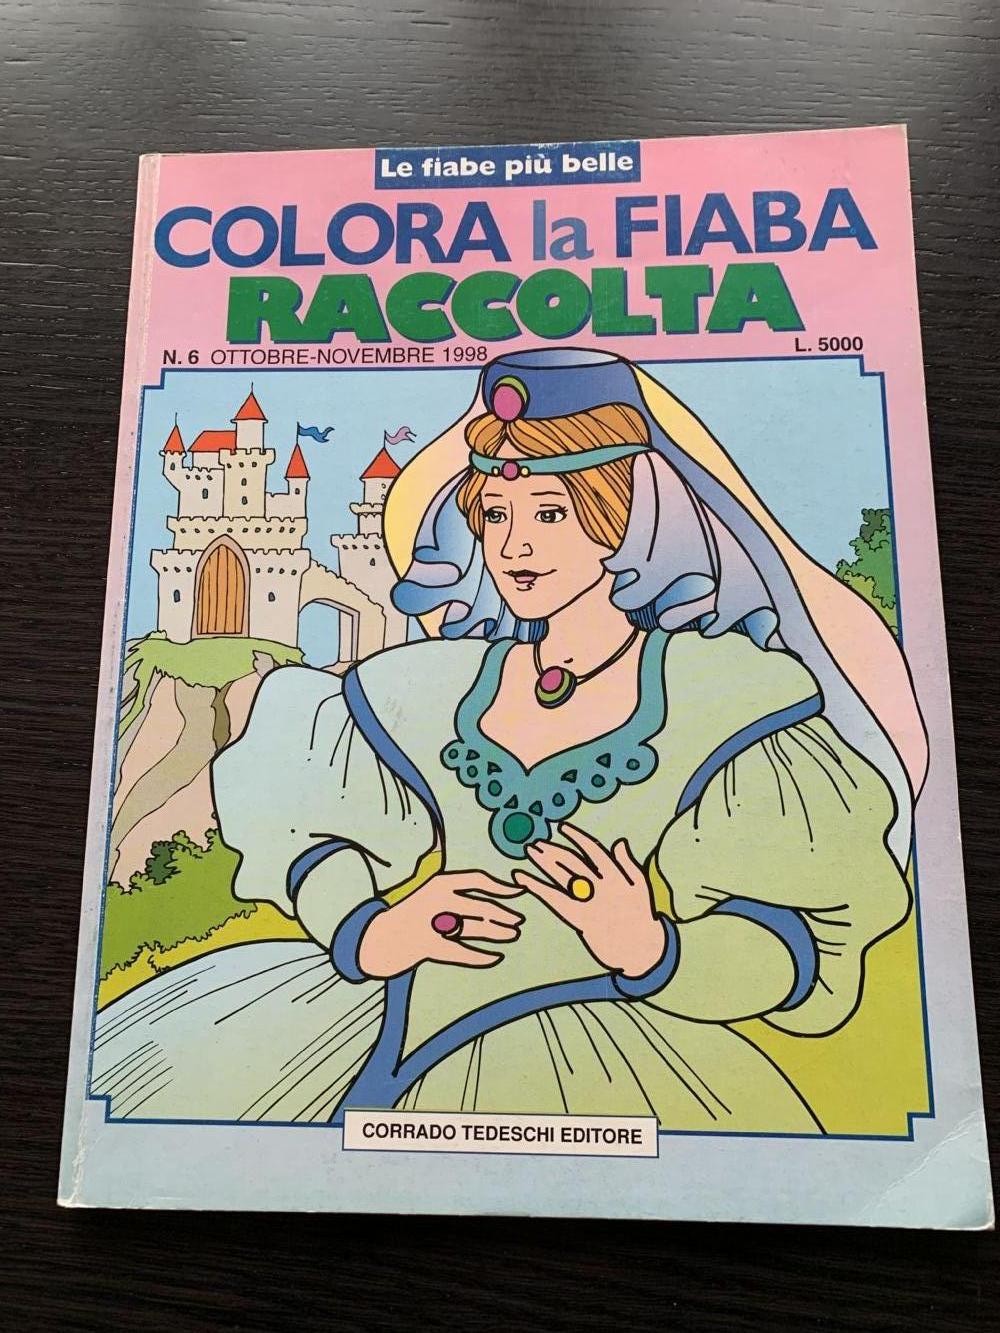 Le fiabe più belle
COLORA la FIABA
RACCOLTA
N. 6 OTTOBRE-NOVEMBRE 1998
L. 5000
CORRADO TEDESCHI EDITORE